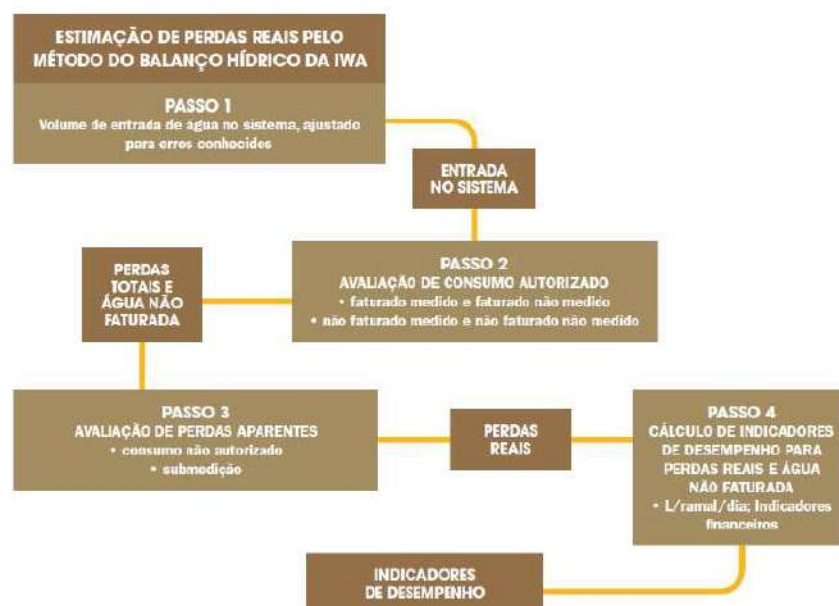 ESTIMAÇÃO DE PERDAS REAIS PELO
MÉTODO DO BALANÇO HÍDRICO DA IWA
PASSO 1
Volume de entrada de água no sistema, ajustado
para erros conhecidos
ENTRADA
NO SISTEMA
PASSO 2
AVALIAÇÃO DE CONSUMO AUTORIZADO
• faturado medido e faturado não medido
• não faturado medido e não faturado não medido
PERDAS
TOTAIS E
ÁGUA NÃO
FATURADA
PASSO 3
AVALIAÇÃO DE PERDAS APARENTES
• consumo não autorizado
• submedição
PERDAS
REAIS
PASSO 4
CÁLCULO DE INDICADORES
DE DESEMPENHO PARA
PERDAS REAIS E ÁGUA
NÃO FATURADA
• L/ramal/dia; Indicadores
financeiros
INDICADORES
DE DESEMPENHO